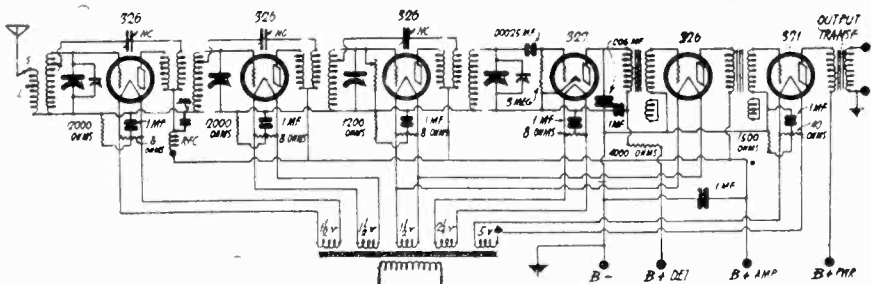 326
326
326
327
326
371
OUTPUT TRANSF.
NC
NC
NC
.00025 MF
.006 MF
2000 OHMS
1 MF
8 OHMS
RFC
2000 OHMS
1 MF
8 OHMS
1200 OHMS
1 MF
8 OHMS
3 MEG
1 MF
8 OHMS
1 MF
4000 OHMS
1500 OHMS
1 MF
40 OHMS
1 MF
1½ V
1½ V
1½ V
2½ V
5 V
B-
B+ DET
B+ AMP
B+ PWR